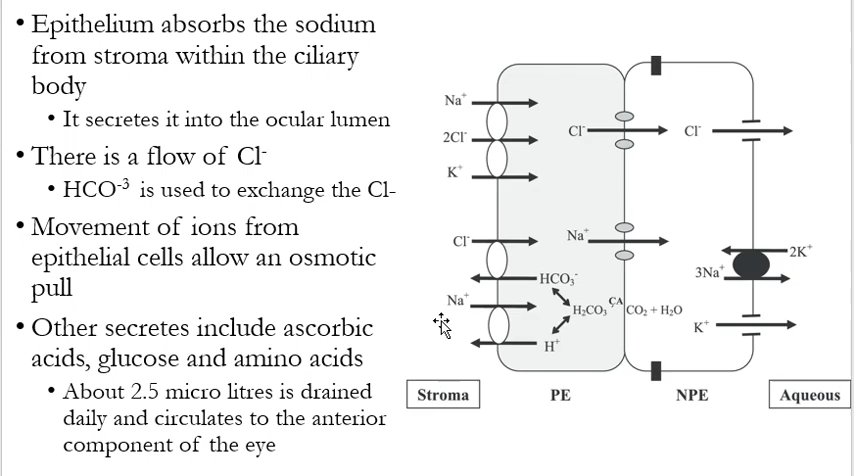 • Epithelium absorbs the sodium
from stroma within the ciliary
body
• It secretes it into the ocular lumen
• There is a flow of Cl-
• HCO-3 is used to exchange the Cl-
• Movement of ions from
epithelial cells allow an osmotic
pull
• Other secretes include ascorbic
acids, glucose and amino acids
• About 2.5 micro litres is drained
daily and circulates to the anterior
component of the eye
Na+
2Cl-
K+
Cl-
Cl-
Cl-
Na+
HCO3-
Na+
H2CO3 ÇA CO2 + H2O
H+
2K+
3Na+
K+
Stroma PE NPE Aqueous